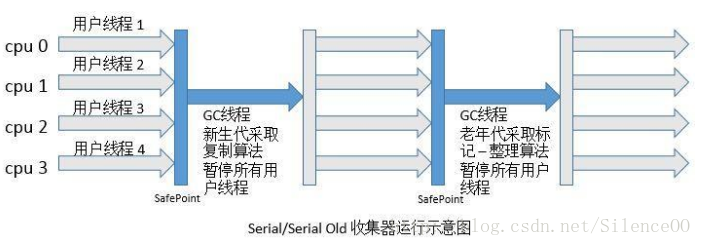 cpu 0
cpu 1
cpu 2
cpu 3
用户线程 1
用户线程 2
用户线程 3
用户线程 4
SafePoint
GC线程
新生代采取
复制算法
暂停所有用
户线程
SafePoint
GC线程
老年代采取标
记–整理算法
暂停所有用户
线程
Serial/Serial Old 收集器运行示意图
blog.csdn.net/Silence00